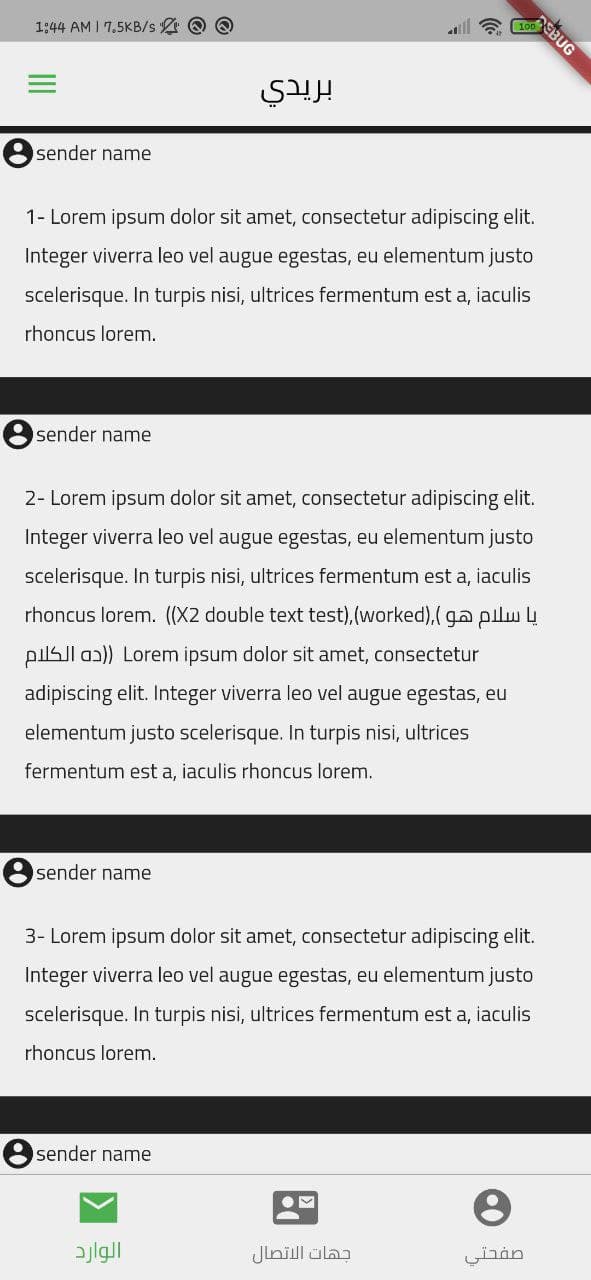 1:44 AM | 7.5KB/s
100
DEBUG
بريدي
sender name
1- Lorem ipsum dolor sit amet, consectetur adipiscing elit.
Integer viverra leo vel augue egestas, eu elementum justo
scelerisque. In turpis nisi, ultrices fermentum est a, iaculis
rhoncus lorem.
sender name
2- Lorem ipsum dolor sit amet, consectetur adipiscing elit.
Integer viverra leo vel augue egestas, eu elementum justo
scelerisque. In turpis nisi, ultrices fermentum est a, iaculis
rhoncus lorem.  ((X2 double text test),(worked),( يا سلام هو
ده الكلام))  Lorem ipsum dolor sit amet, consectetur
adipiscing elit. Integer viverra leo vel augue egestas, eu
elementum justo scelerisque. In turpis nisi, ultrices
fermentum est a, iaculis rhoncus lorem.
sender name
3- Lorem ipsum dolor sit amet, consectetur adipiscing elit.
Integer viverra leo vel augue egestas, eu elementum justo
scelerisque. In turpis nisi, ultrices fermentum est a, iaculis
rhoncus lorem.
sender name
صفحتي
جهات الاتصال
الوارد